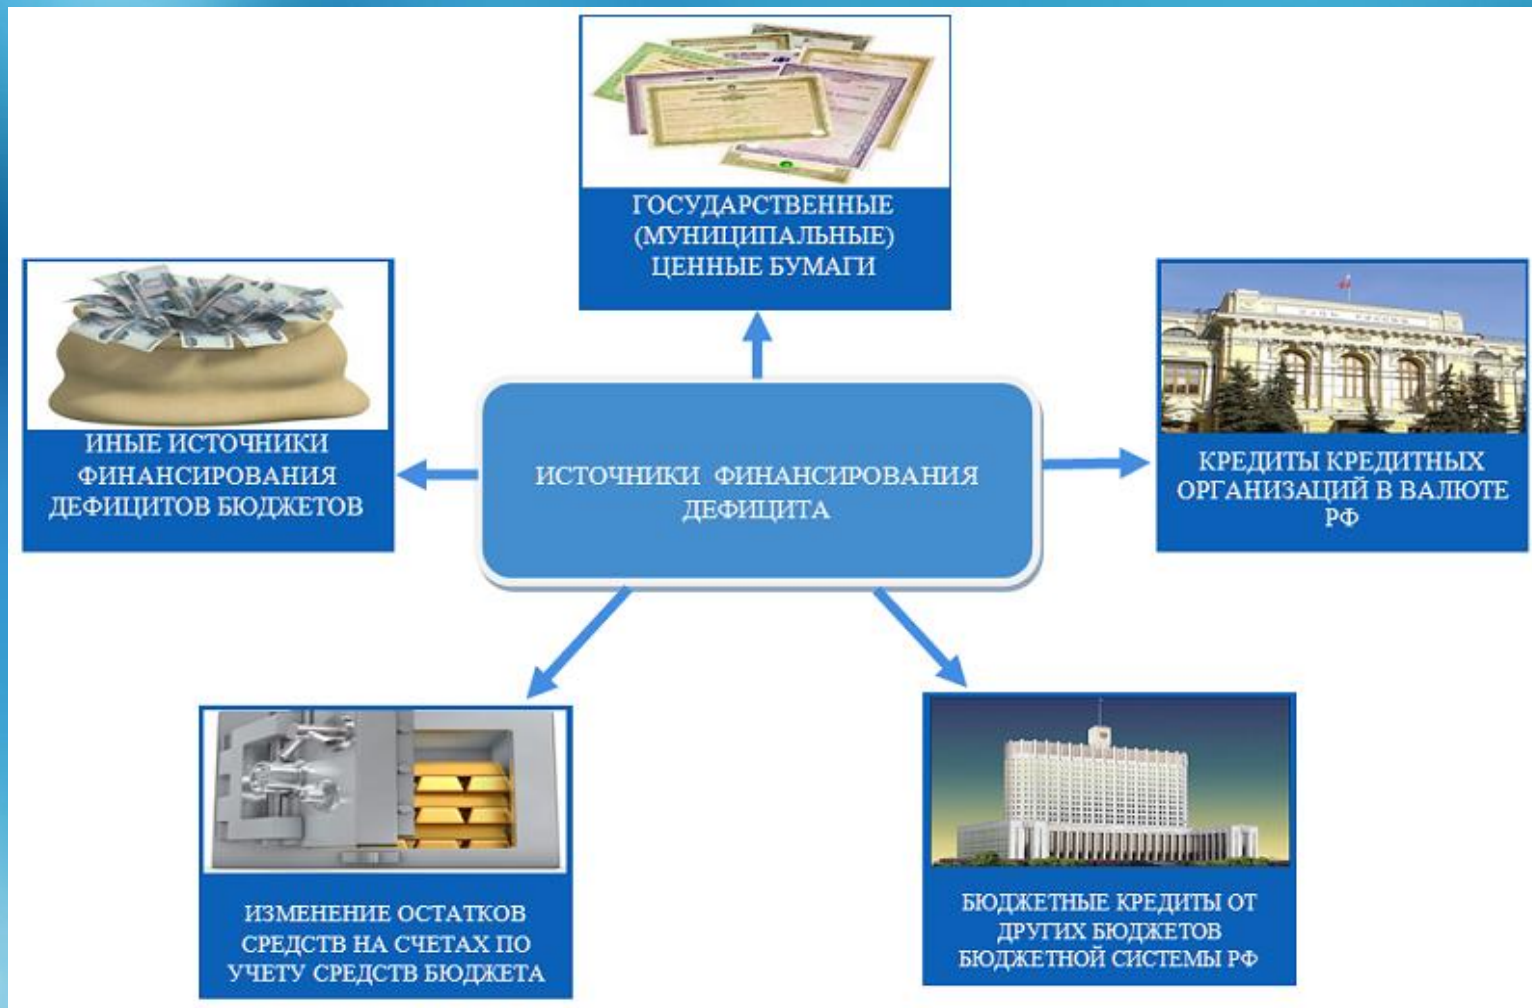 ГОСУДАРСТВЕННЫЕ
(МУНИЦИПАЛЬНЫЕ)
ЦЕННЫЕ БУМАГИ
ИНЫЕ ИСТОЧНИКИ
ФИНАНСИРОВАНИЯ
ДЕФИЦИТОВ БЮДЖЕТОВ
ИСТОЧНИКИ ФИНАНСИРОВАНИЯ
ДЕФИЦИТА
КРЕДИТЫ КРЕДИТНЫХ
ОРГАНИЗАЦИЙ В ВАЛЮТЕ
РФ
ИЗМЕНЕНИЕ ОСТАТКОВ
СРЕДСТВ НА СЧЕТАХ ПО
УЧЕТУ СРЕДСТВ БЮДЖЕТА
БЮДЖЕТНЫЕ КРЕДИТЫ ОТ
ДРУГИХ БЮДЖЕТОВ
БЮДЖЕТНОЙ СИСТЕМЫ РФ